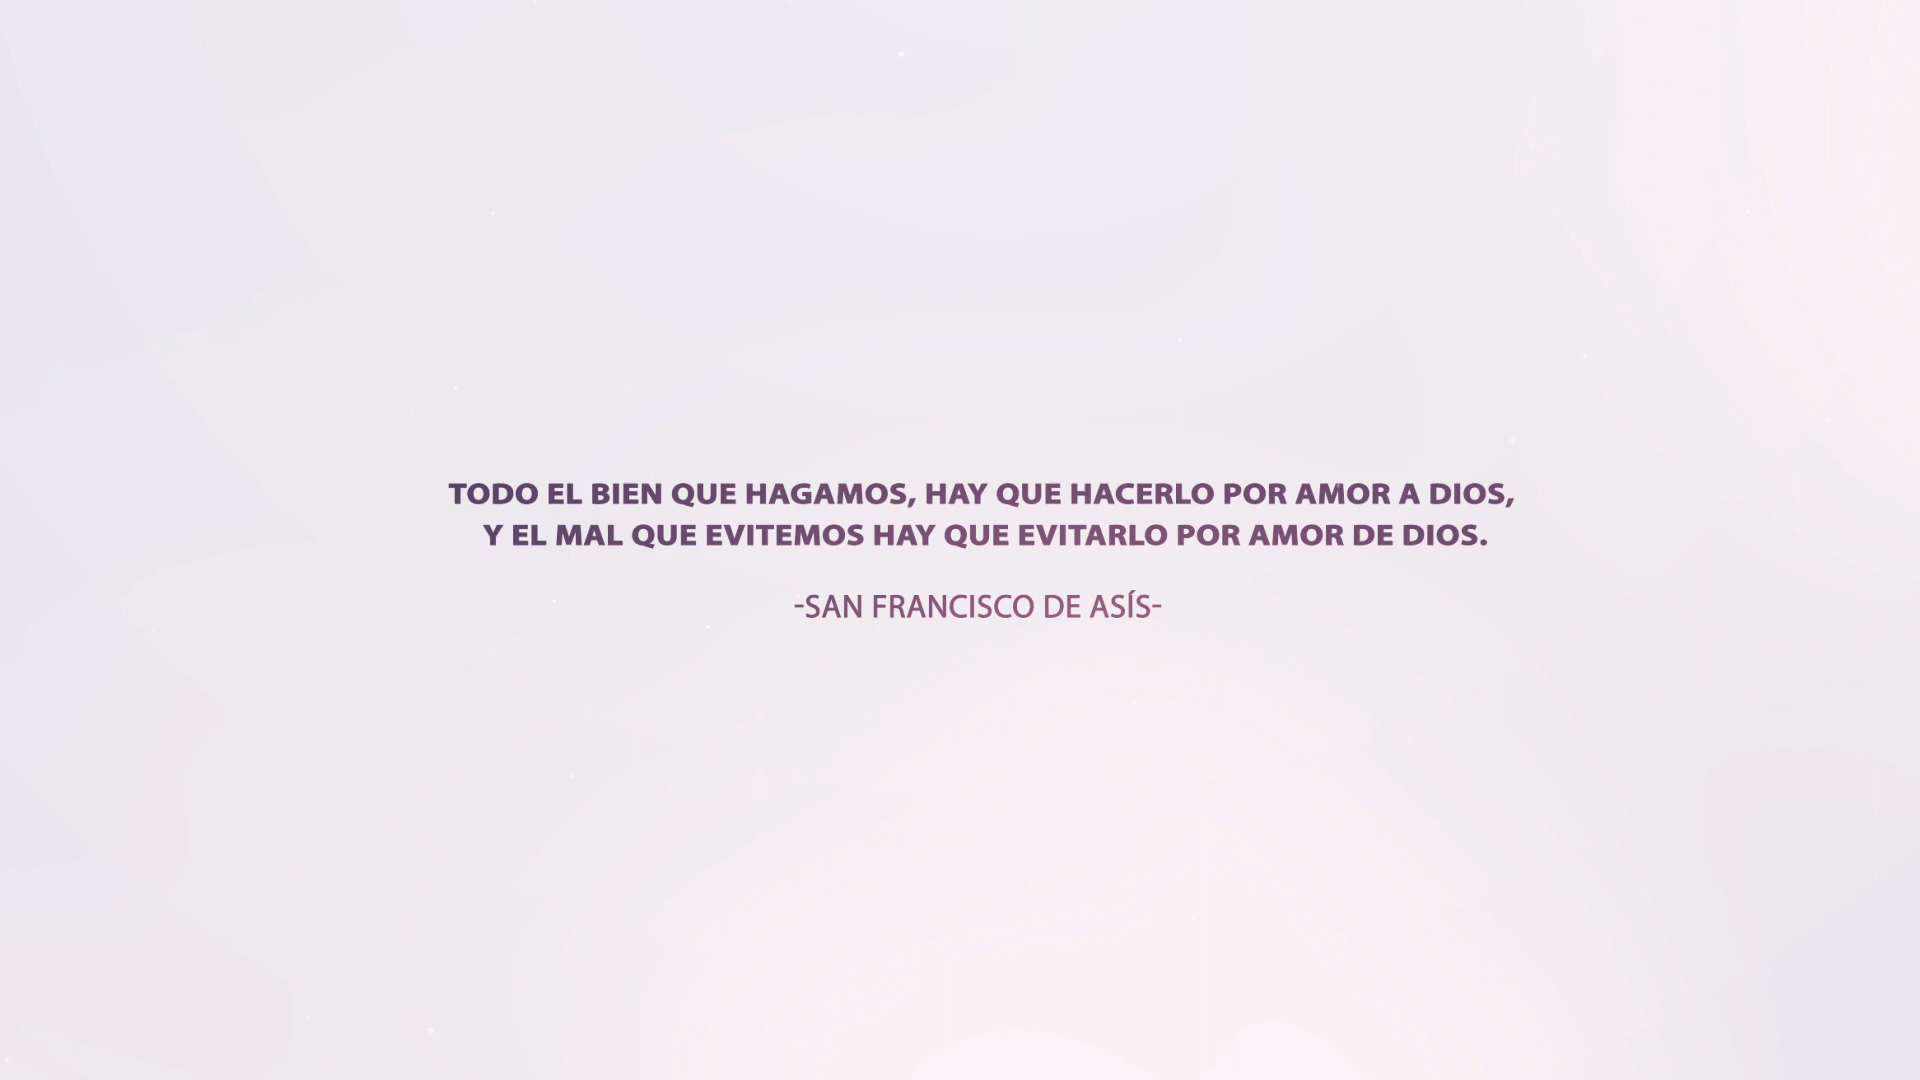 TODO EL BIEN QUE HAGAMOS, HAY QUE HACERLO POR AMOR A DIOS,
Y EL MAL QUE EVITEMOS HAY QUE EVITARLO POR AMOR DE DIOS.
-SAN FRANCISCO DE ASÍS-